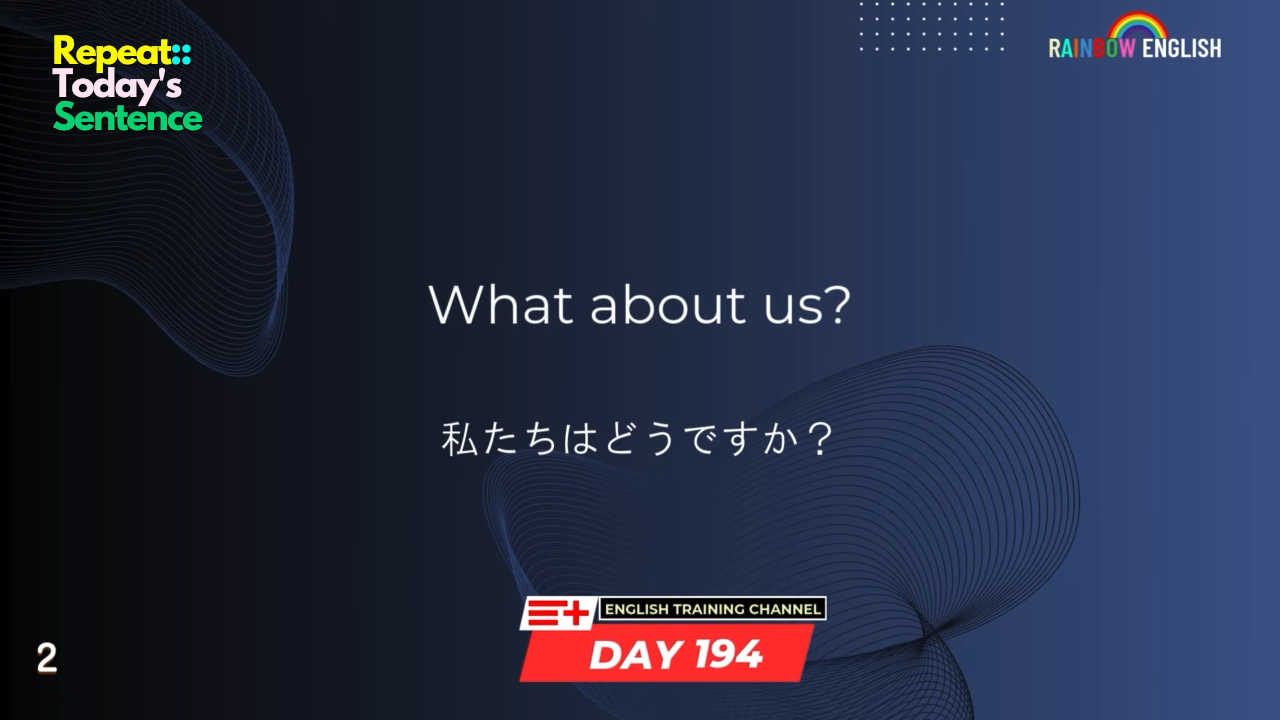 Repeat::
Today's
Sentence
RAINBOW ENGLISH
What about us?
私たちはどうですか？
E+ ENGLISH TRAINING CHANNEL
DAY 194
2